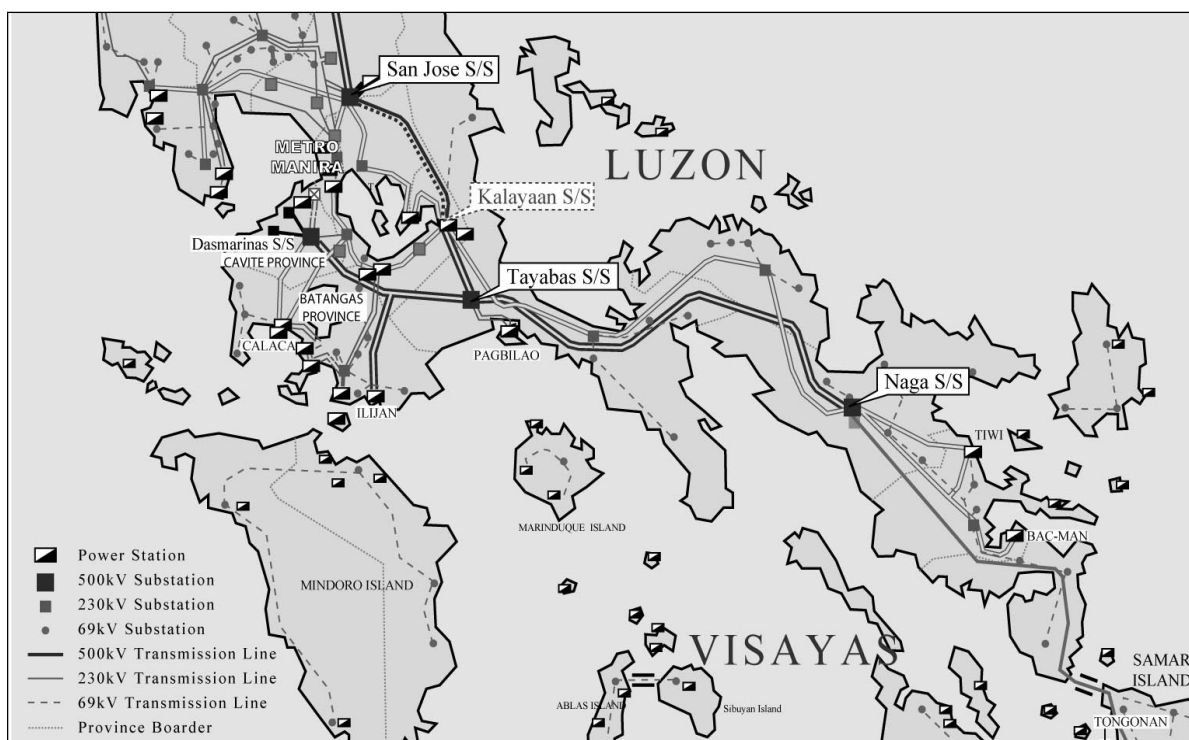 San Jose S/S
METRO
MANIRA
LUZON
Kalayaan S/S
Dasmarinas S/S
CAVITE PROVINCE
Tayabas S/S
BATANGAS
PROVINCE
CALACA
PAGBILAO
Naga S/S
ILIJAN
TIWI
MARINDUQUE ISLAND
BAC-MAN
Power Station
500kV Substation
MINDORO ISLAND
230kV Substation
69kV Substation
VISAYAS
500kV Transmission Line
SAMAR
ISLAND
230kV Transmission Line
69kV Transmission Line
ABLAS ISLAND
Sibuyan Island
TONGONAN
Province Boarder